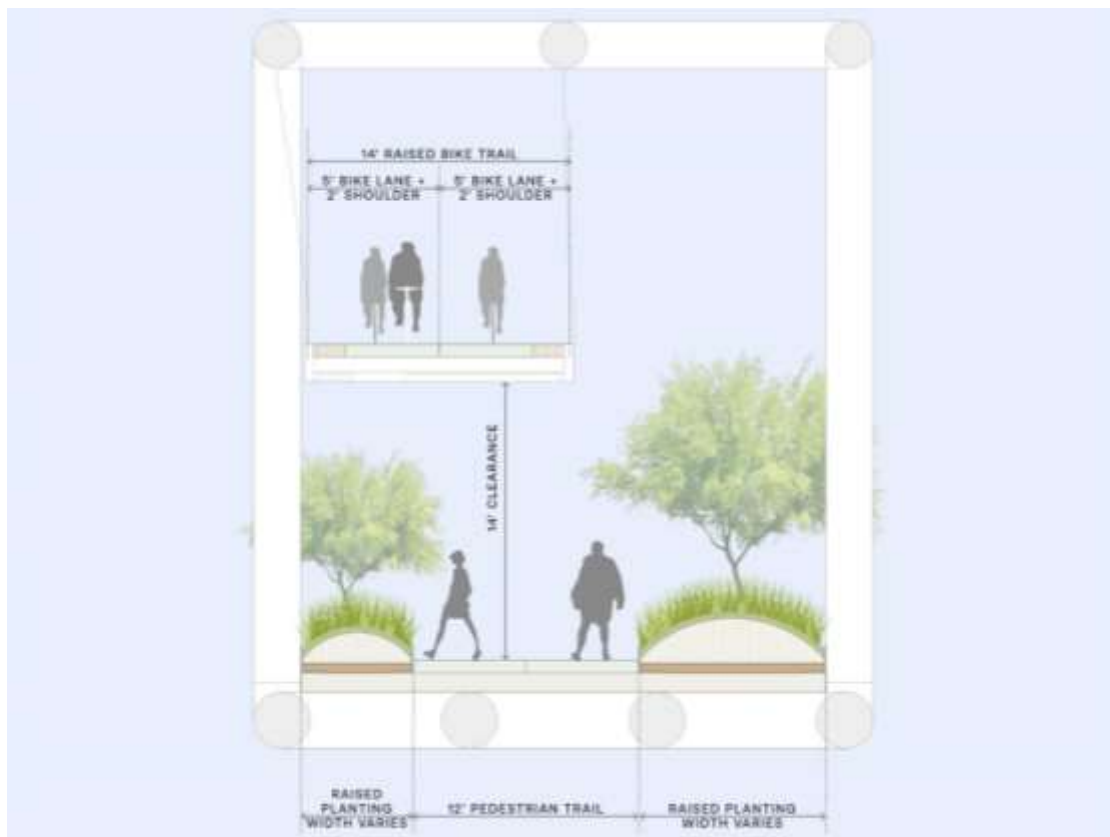 14' RAISED BIKE TRAIL
5' BIKE LANE +
2' SHOULDER
5' BIKE LANE +
2' SHOULDER
14' CLEARANCE
RAISED
PLANTING
WIDTH VARIES
12' PEDESTRIAN TRAIL
RAISED PLANTING
WIDTH VARIES